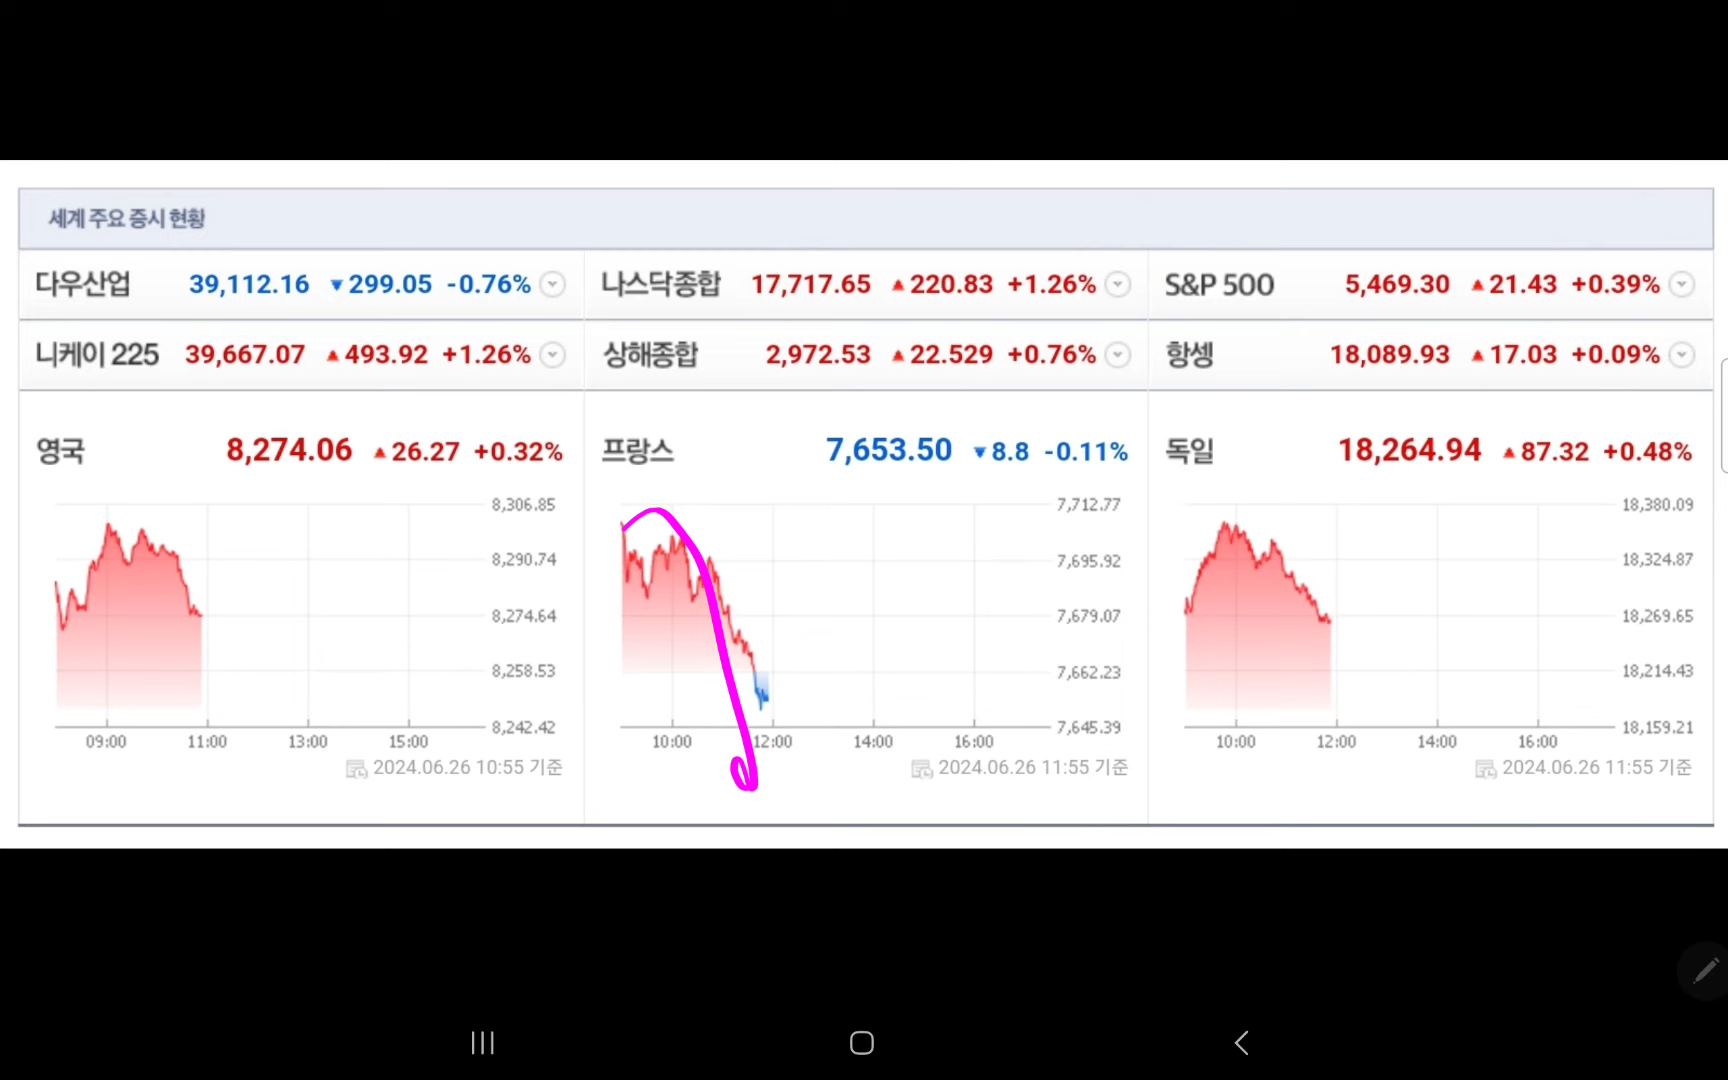 세계 주요 증시 현황
다우산업 39,112.16 ▼299.05 -0.76% 나스닥종합 17,717.65 ▲220.83 +1.26% S&P 500 5,469.30 ▲21.43 +0.39%
니케이 225 39,667.07 ▲493.92 +1.26% 상해종합 2,972.53 ▲22.529 +0.76% 항셍 18,089.93 ▲17.03 +0.09%
영국 8,274.06 ▲26.27 +0.32%
8,306.85
8,290.74
8,274.64
8,258.53
8,242.42
09:00 11:00 13:00 15:00
2024.06.26 10:55 기준
프랑스 7,653.50 ▼8.8 -0.11%
7,712.77
7,695.92
7,679.07
7,662.23
7,645.39
10:00 12:00 14:00 16:00
2024.06.26 11:55 기준
독일 18,264.94 ▲87.32 +0.48%
18,380.09
18,324.87
18,269.65
18,214.43
18,159.21
10:00 12:00 14:00 16:00
2024.06.26 11:55 기준